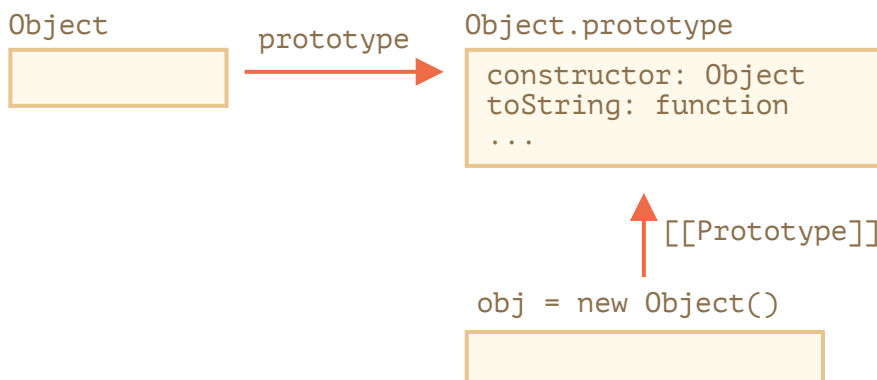 Object
prototype
Object.prototype
constructor: Object
toString: function
...
[[Prototype]]
obj = new Object()